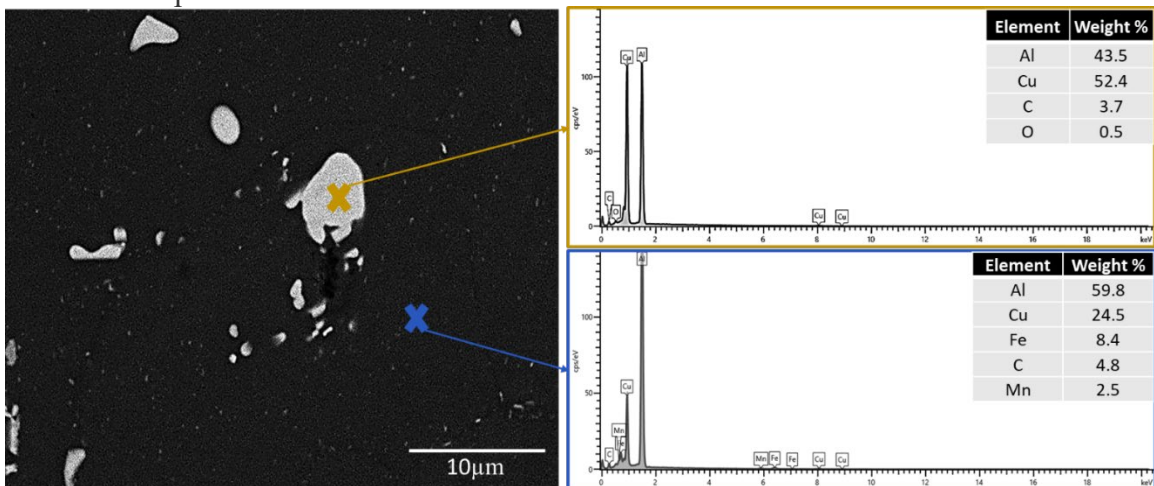 10µm
Element Weight %
Al 43.5
Cu 52.4
C 3.7
O 0.5
cps/eV
100
50
0
Cu Al
C
O
Cu Cu
0 2 4 6 8 10 12 14 16 18 keV
Element Weight %
Al 59.8
Cu 24.5
Fe 8.4
C 4.8
Mn 2.5
cps/eV
100
50
0
Al
Cu
Mn
Fe
C
Mn Fe Fe Cu Cu
0 2 4 6 8 10 12 14 16 18 keV